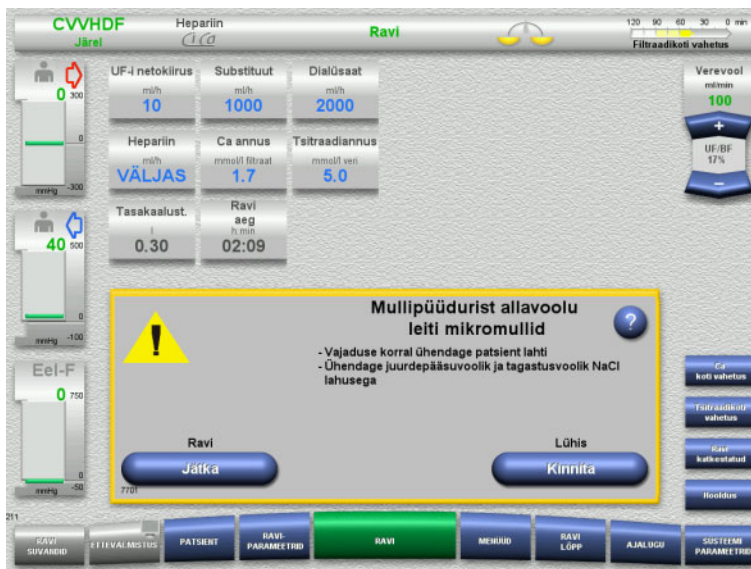 CVVHDF
Järel
Hepariin
Ci Ca
Ravi
120 90 60 30 0 min
Filtraadikoti vahetus
0
300
0
mmHg -300
40
500
0
mmHg -100
Eel-F
0
750
mmHg -50
UF-i netokiirus
ml/h
10
Substituut
ml/h
1000
Dialüsaat
ml/h
2000
Hepariin
ml/h
VÄLJAS
Ca annus
mmol/l filtraat
1.7
Tsitraadiannus
mmol/l veri
5.0
Tasakaalust.
l
0.30
Ravi
aeg
h:min
02:09
Verevool
ml/min
100
+
UF/BF
17%
−
Mullipüüdurist allavoolu
leiti mikromullid
?
!
- Vajaduse korral ühendage patsient lahti
- Ühendage juurdepääsuvoolik ja tagastusvoolik NaCl
lahusega
Ravi
Jätka
Lühis
Kinnita
7701
Ca
koti vahetus
Tsitraadikoti
vahetus
Ravi
katkestatud
Hooldus
211
RAVI
SUVANDID
ETTEVALMISTUS
PATSIENT
RAVI-
PARAMEETRID
RAVI
MENÜÜD
RAVI
LÕPP
AJALUGU
SÜSTEEMI
PARAMEETRID